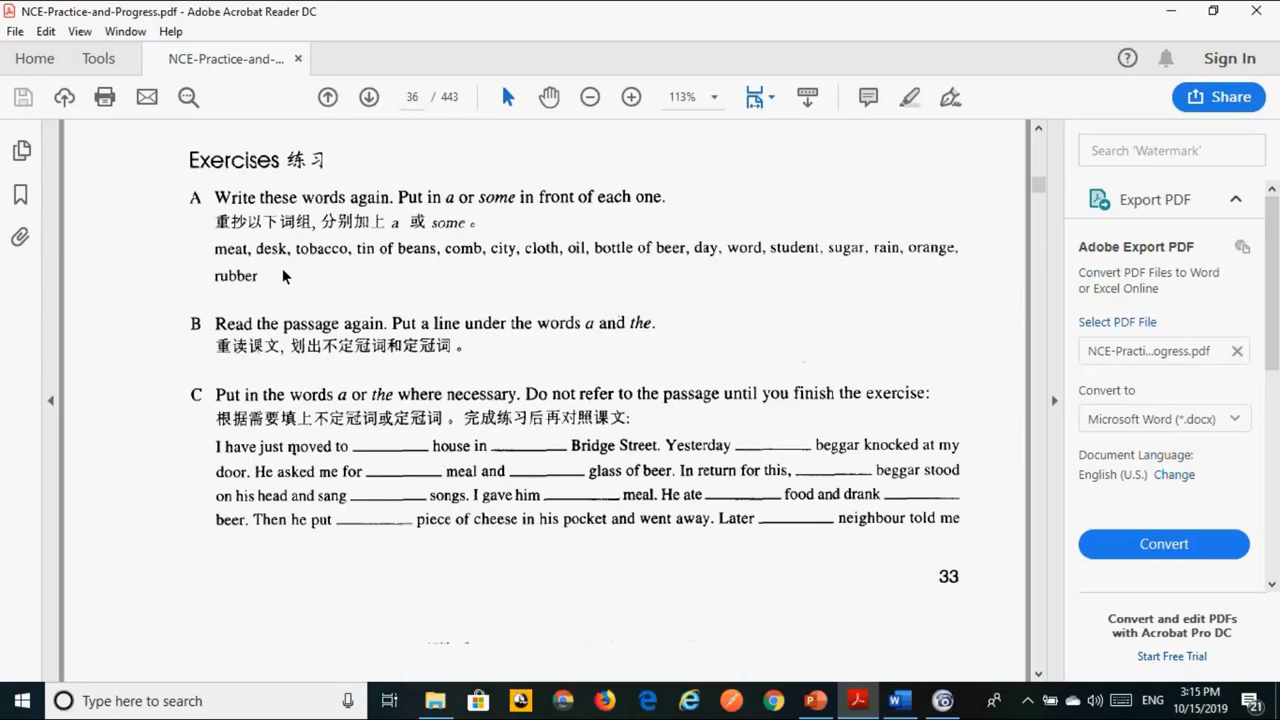 NCE-Practice-and-Progress.pdf - Adobe Acrobat Reader DC
File Edit View Window Help
Home Tools NCE-Practice-and-... × Sign In
36 / 443 113% Share
Exercises 练习
A Write these words again. Put in a or some in front of each one.
重抄以下词组, 分别加上 a 或 some 。
meat, desk, tobacco, tin of beans, comb, city, cloth, oil, bottle of beer, day, word, student, sugar, rain, orange,
rubber
B Read the passage again. Put a line under the words a and the.
重读课文, 划出不定冠词和定冠词 。
C Put in the words a or the where necessary. Do not refer to the passage until you finish the exercise:
根据需要填上不定冠词或定冠词 。 完成练习后再对照课文:
I have just moved to ________ house in ________ Bridge Street. Yesterday ________ beggar knocked at my
door. He asked me for ________ meal and ________ glass of beer. In return for this, ________ beggar stood
on his head and sang ________ songs. I gave him ________ meal. He ate ________ food and drank ________
beer. Then he put ________ piece of cheese in his pocket and went away. Later ________ neighbour told me
33
Search 'Watermark'
Export PDF
Adobe Export PDF
Convert PDF Files to Word
or Excel Online
Select PDF File
NCE-Practi...ogress.pdf ×
Convert to
Microsoft Word (*.docx)
Document Language:
English (U.S.) Change
Convert
Convert and edit PDFs
with Acrobat Pro DC
Start Free Trial
Type here to search
ENG
3:15 PM
10/15/2019
21